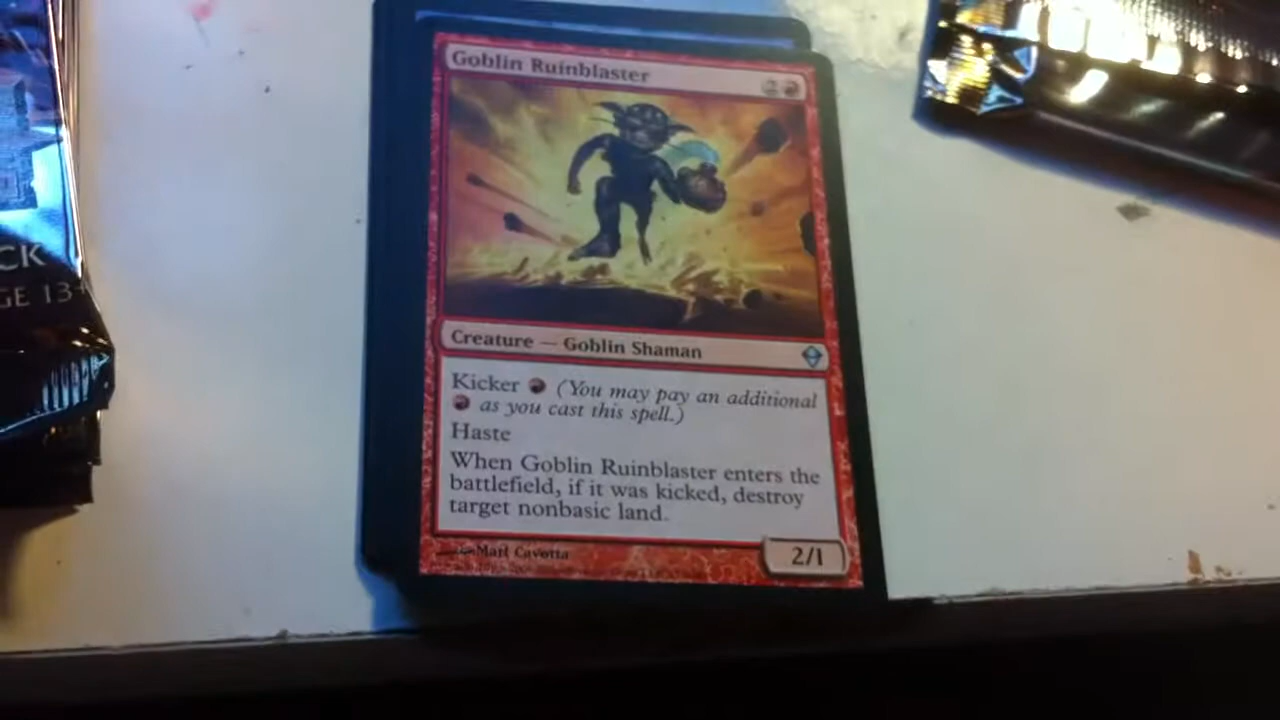 Goblin Ruinblaster
2
Creature — Goblin Shaman
Kicker (You may pay an additional
as you cast this spell.)
Haste
When Goblin Ruinblaster enters the
battlefield, if it was kicked, destroy
target nonbasic land.
Matt Cavotta
2/1
CK
GE 13+